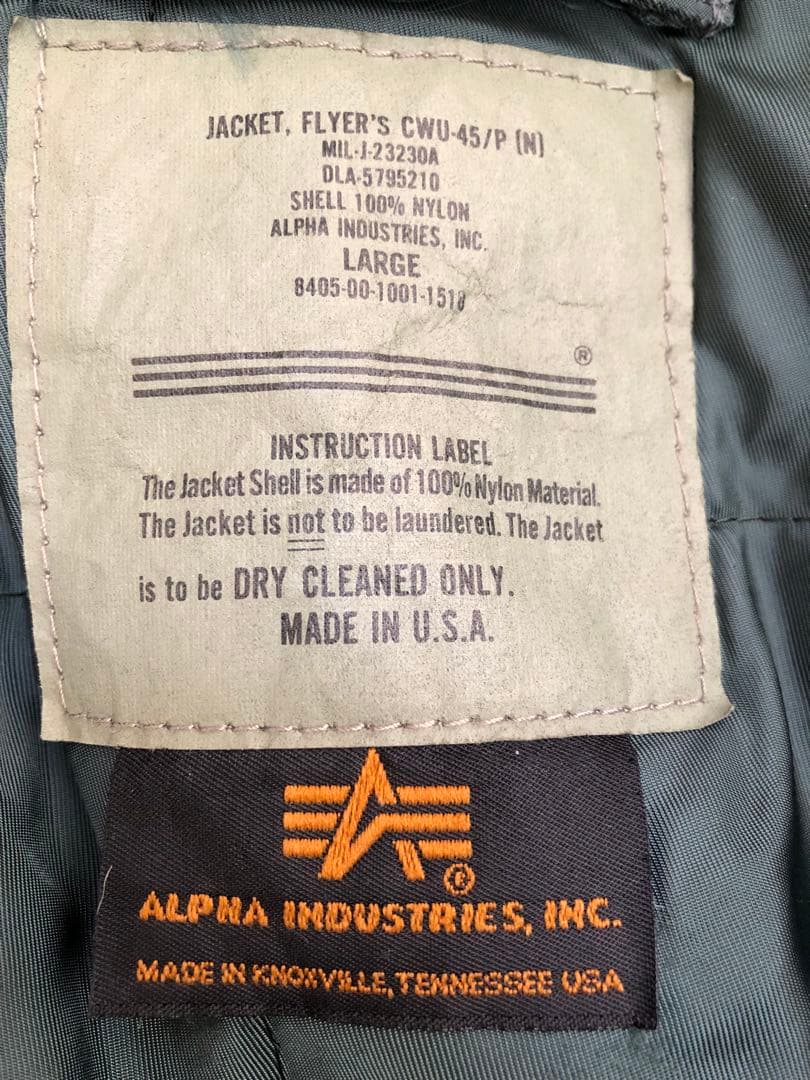 JACKET, FLYER'S CWU-45/P (N)
MIL-J-23230A
DLA-5795210
SHELL 100% NYLON
ALPHA INDUSTRIES, INC.
LARGE
8405-00-1001-1518
®
INSTRUCTION LABEL
The Jacket Shell is made of 100% Nylon Material.
The Jacket is not to be laundered. The Jacket
is to be DRY CLEANED ONLY.
MADE IN U.S.A.
®
ALPHA INDUSTRIES, INC.
MADE IN KNOXVILLE, TENNESSEE USA